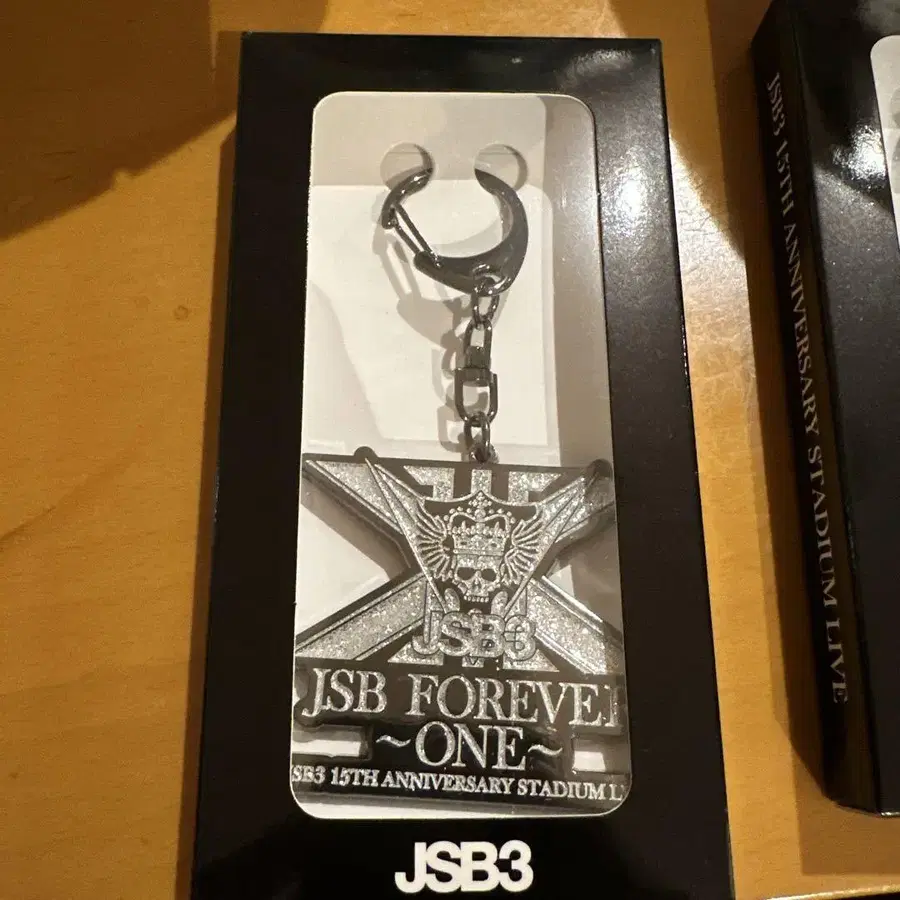 JSB3
JSB FOREVE
~ONE~
SB3 15TH ANNIVERSARY STADIUM L
JSB3
JSB3 15TH ANNIVERSARY STADIUM LIVE